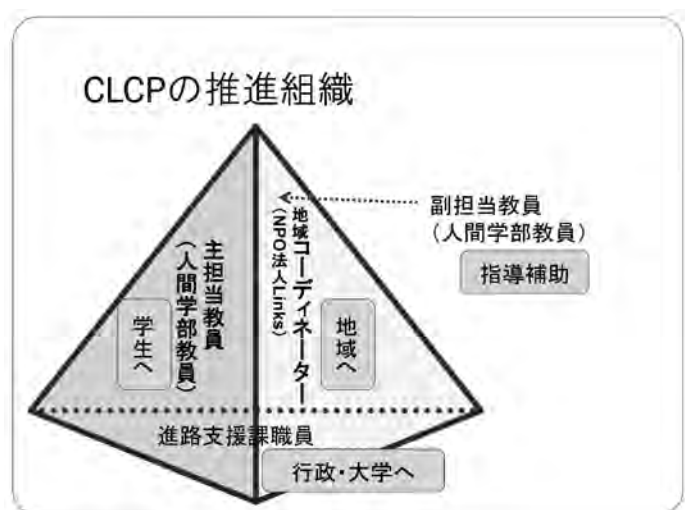 CLCPの推進組織
主担当教員
（人間学部教員）
学生へ
地域コーディネーター
（NPO法人Links）
地域へ
副担当教員
（人間学部教員）
指導補助
進路支援課職員
行政・大学へ